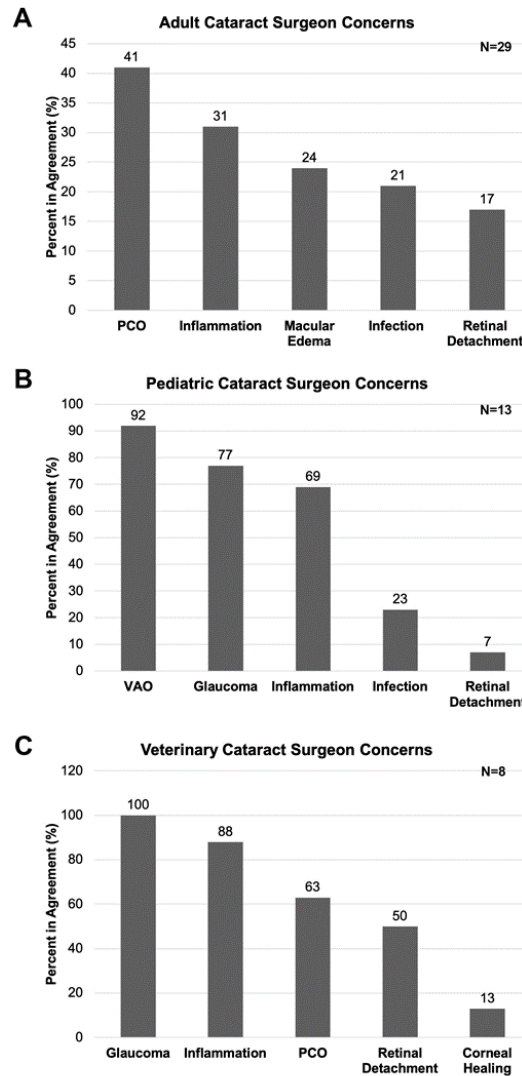 A
Adult Cataract Surgeon Concerns
N=29
Percent in Agreement (%)
45
40
35
30
25
20
15
10
5
0
41
31
24
21
17
PCO Inflammation Macular Edema Infection Retinal Detachment
B
Pediatric Cataract Surgeon Concerns
N=13
Percent in Agreement (%)
100
90
80
70
60
50
40
30
20
10
0
92
77
69
23
7
VAO Glaucoma Inflammation Infection Retinal Detachment
C
Veterinary Cataract Surgeon Concerns
N=8
Percent in Agreement (%)
120
100
80
60
40
20
0
100
88
63
50
13
Glaucoma Inflammation PCO Retinal Detachment Corneal Healing